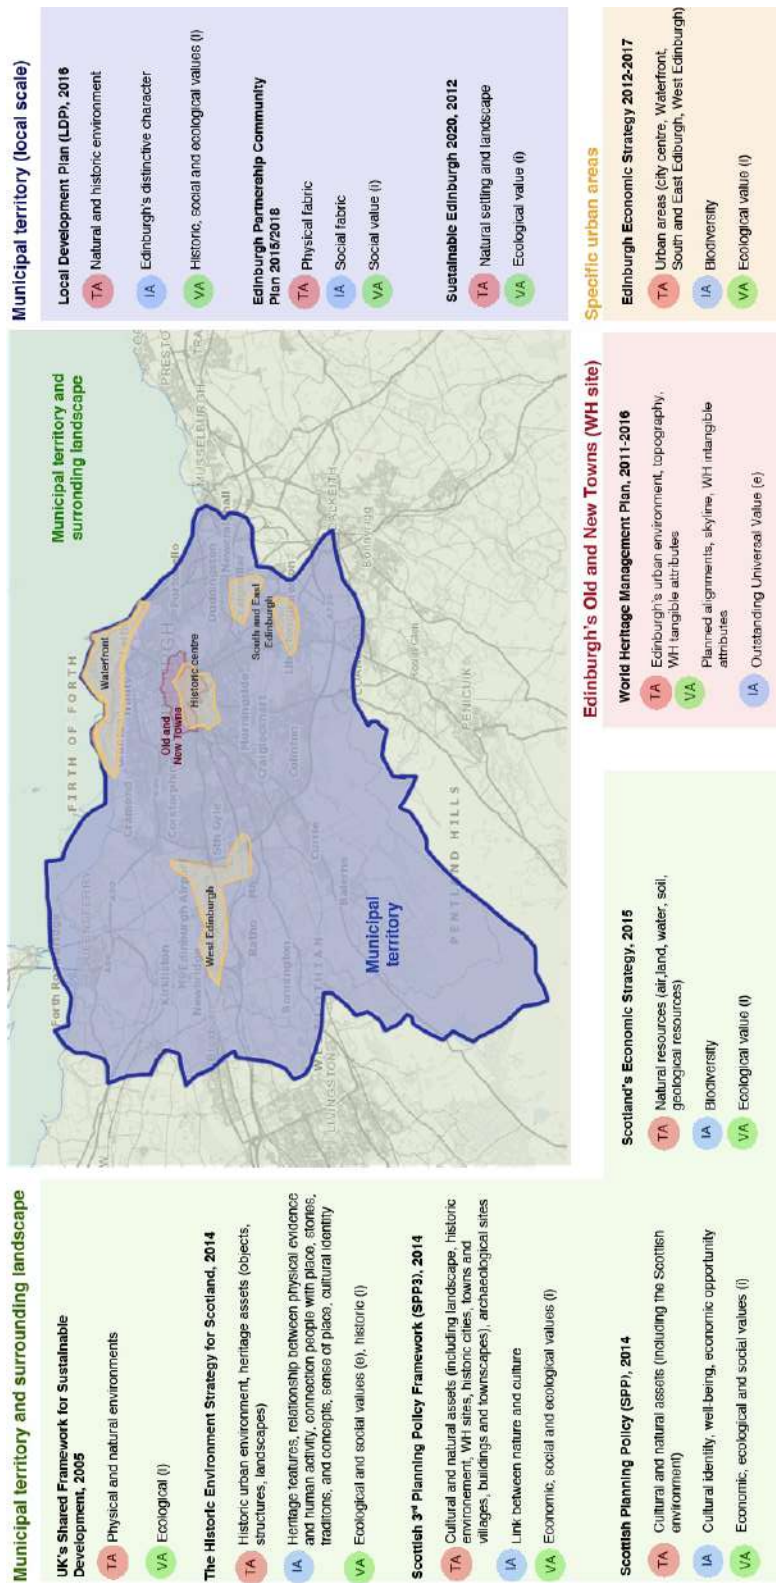 Municipal territory and surrounding landscape
UK's Shared Framework for Sustainable
Development, 2005
TA Physical and natural environments
VA Ecological (i)
The Historic Environment Strategy for Scotland, 2014
TA Historic urban environment, heritage assets (objects,
structures, landscapes)
IA Heritage features, relationship between physical evidence
and human activity, connection people with place, stories,
traditions, and concepts, sense of place, cultural identity
VA Ecological and social values (e), historic (i)
Scottish 3rd Planning Policy Framework (SPP3), 2014
TA Cultural and natural assets (including landscape, historic
environement, WH sites, historic cities, towns and
villages, buildings and townscapes), archaeological sites
IA Link between nature and culture
VA Economic, social and ecological values (i)
Scottish Planning Policy (SPP), 2014
TA Cultural and natural assets (including the Scottish
environment)
IA Cultural identity, well-being, economic opportunity
VA Economic, ecological and social values (i)
Scotland's Economic Strategy, 2015
TA Natural resources (air,land, water, soil,
geological resources)
IA Biodiversity
VA Ecological value (i)
Municipal territory and
surronding landscape
FIRTH OF FORTH
Waterfront
Old and
New Towns
Historic centre
South and East
Edinburgh
West Edinburgh
Municipal
territory
Cramond
Kirkliston
Ratho
Currie
Balerno
Colinton
Morningside
LIVINGSTON
PENTLAND HILLS
PENICUIK
MUSSELBURGH
Municipal territory (local scale)
Local Development Plan (LDP), 2016
TA Natural and historic environment
IA Edinburgh's distinctive character
VA Historic, social and ecological values (i)
Edinburgh Partnership Community
Plan 2015/2018
TA Physical fabric
IA Social fabric
VA Social value (i)
Sustainable Edinburgh 2020, 2012
TA Natural setting and landscape
VA Ecological value (i)
Edinburgh's Old and New Towns (WH site)
World Heritage Management Plan, 2011-2016
TA Edinburgh's urban environment, topography,
WH tangible attributes
VA Planned alignments, skyline, WH intangible
attributes
IA Outstanding Universal Value (e)
Specific urban areas
Edinburgh Economic Strategy 2012-2017
TA Urban areas (city centre, Waterfront,
South and East Ediburgh, West Edinburgh)
IA Biodiversity
VA Ecological value (i)